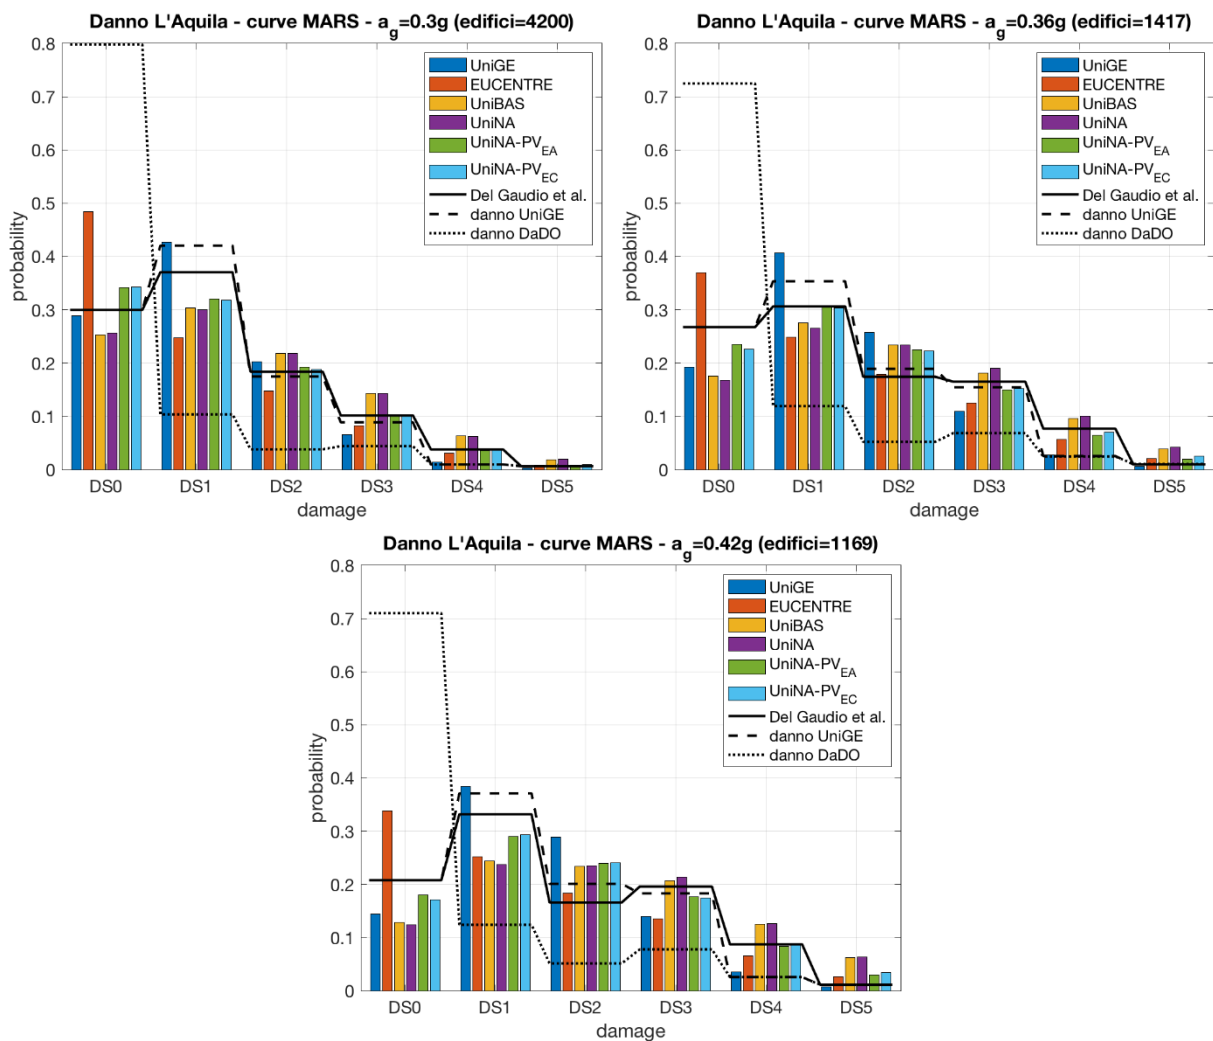 Danno L'Aquila - curve MARS - a_g=0.3g (edifici=4200)
0.8
0.7
0.6
0.5
0.4
0.3
0.2
0.1
0
probability
UniGE
EUCENTRE
UniBAS
UniNA
UniNA-PV_EA
UniNA-PV_EC
Del Gaudio et al.
danno UniGE
danno DaDO
DS0 DS1 DS2 DS3 DS4 DS5
damage
Danno L'Aquila - curve MARS - a_g=0.36g (edifici=1417)
0.8
0.7
0.6
0.5
0.4
0.3
0.2
0.1
0
probability
UniGE
EUCENTRE
UniBAS
UniNA
UniNA-PV_EA
UniNA-PV_EC
Del Gaudio et al.
danno UniGE
danno DaDO
DS0 DS1 DS2 DS3 DS4 DS5
damage
Danno L'Aquila - curve MARS - a_g=0.42g (edifici=1169)
0.8
0.7
0.6
0.5
0.4
0.3
0.2
0.1
0
probability
UniGE
EUCENTRE
UniBAS
UniNA
UniNA-PV_EA
UniNA-PV_EC
Del Gaudio et al.
danno UniGE
danno DaDO
DS0 DS1 DS2 DS3 DS4 DS5
damage